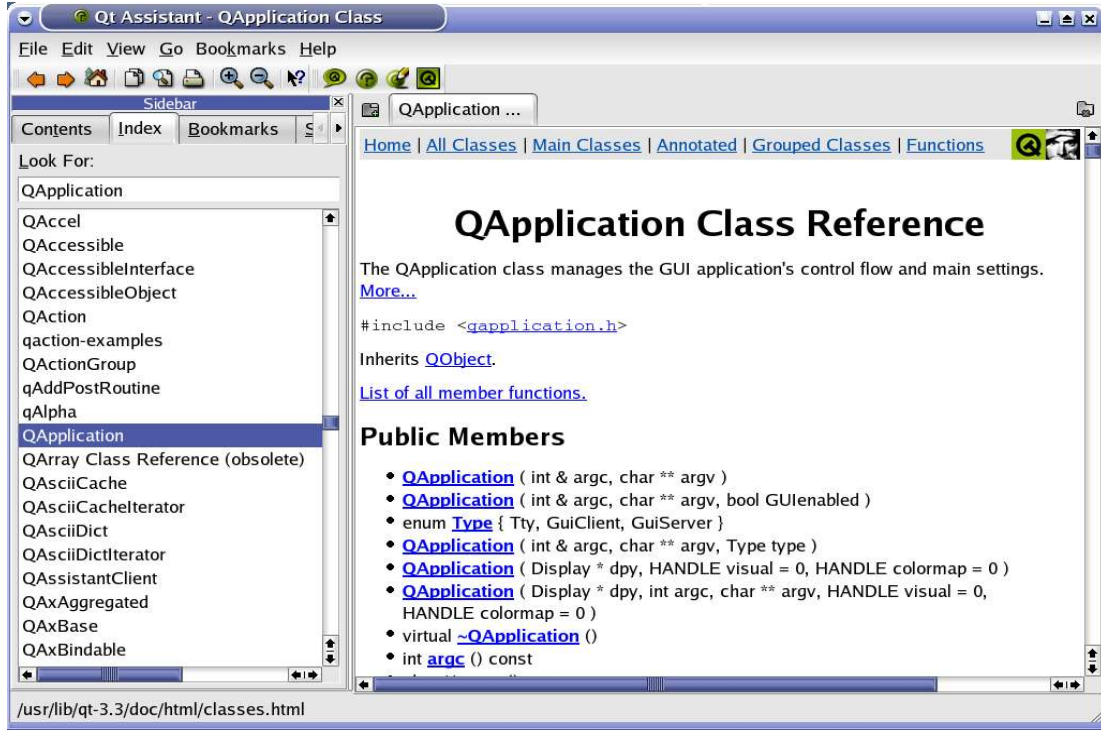 Qt Assistant - QApplication Class
File Edit View Go Bookmarks Help
Sidebar
Contents Index Bookmarks S
Look For:
QApplication
QAccel
QAccessible
QAccessibleInterface
QAccessibleObject
QAction
qaction-examples
QActionGroup
qAddPostRoutine
qAlpha
QApplication
QArray Class Reference (obsolete)
QAsciiCache
QAsciiCacheIterator
QAsciiDict
QAsciiDictIterator
QAssistantClient
QAxAggregated
QAxBase
QAxBindable
QApplication ...
Home | All Classes | Main Classes | Annotated | Grouped Classes | Functions
QApplication Class Reference
The QApplication class manages the GUI application's control flow and main settings.
More...
#include <qapplication.h>
Inherits QObject.
List of all member functions.
Public Members
• QApplication ( int & argc, char ** argv )
• QApplication ( int & argc, char ** argv, bool GUIenabled )
• enum Type { Tty, GuiClient, GuiServer }
• QApplication ( int & argc, char ** argv, Type type )
• QApplication ( Display * dpy, HANDLE visual = 0, HANDLE colormap = 0 )
• QApplication ( Display * dpy, int argc, char ** argv, HANDLE visual = 0,
HANDLE colormap = 0 )
• virtual ~QApplication ()
• int argc () const
/usr/lib/qt-3.3/doc/html/classes.html